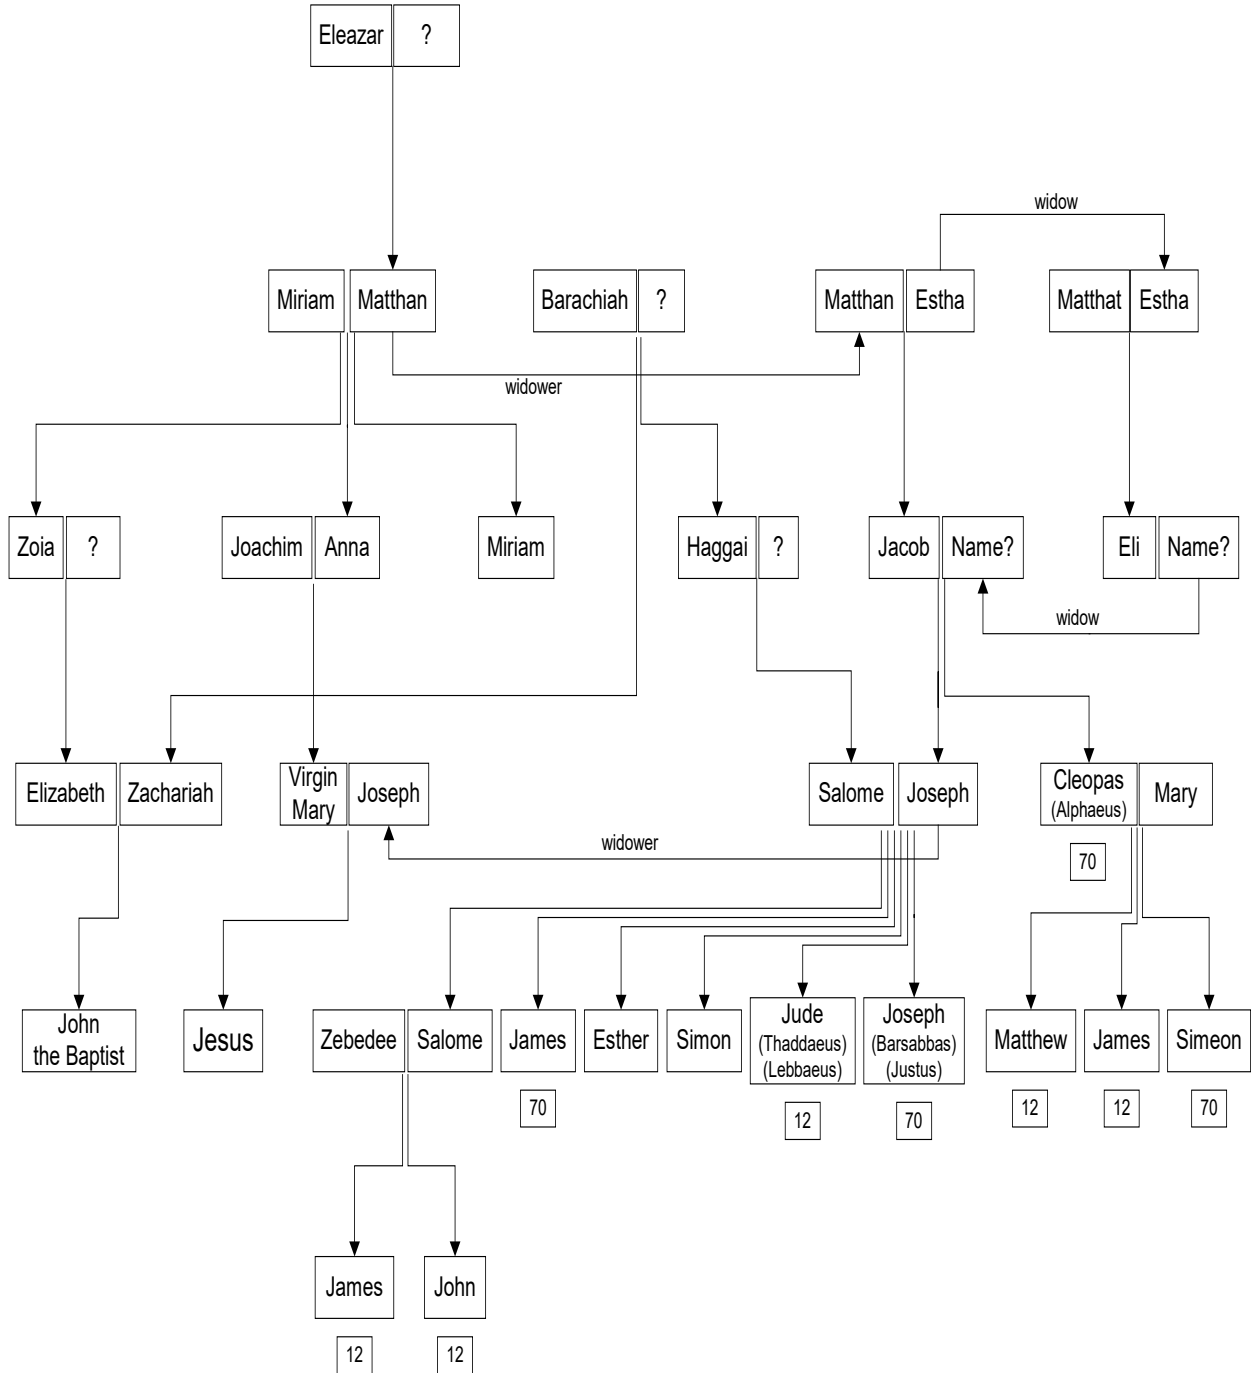 Eleazar ?
widow
Miriam Matthan Barachiah ? Matthan Estha Matthat Estha
widower
Zoia ? Joachim Anna Miriam Haggai ? Jacob Name? Eli Name?
widow
Elizabeth Zachariah
Virgin
Mary
Joseph
Salome Joseph
Cleopas
(Alphaeus)
Mary
widower
70
John
the Baptist
Jesus
Zebedee Salome
James
Esther
Simon
Jude
(Thaddaeus)
(Lebbaeus)
Joseph
(Barsabbas)
(Justus)
Matthew
James
Simeon
70
12
70
12
12
70
James John
12 12